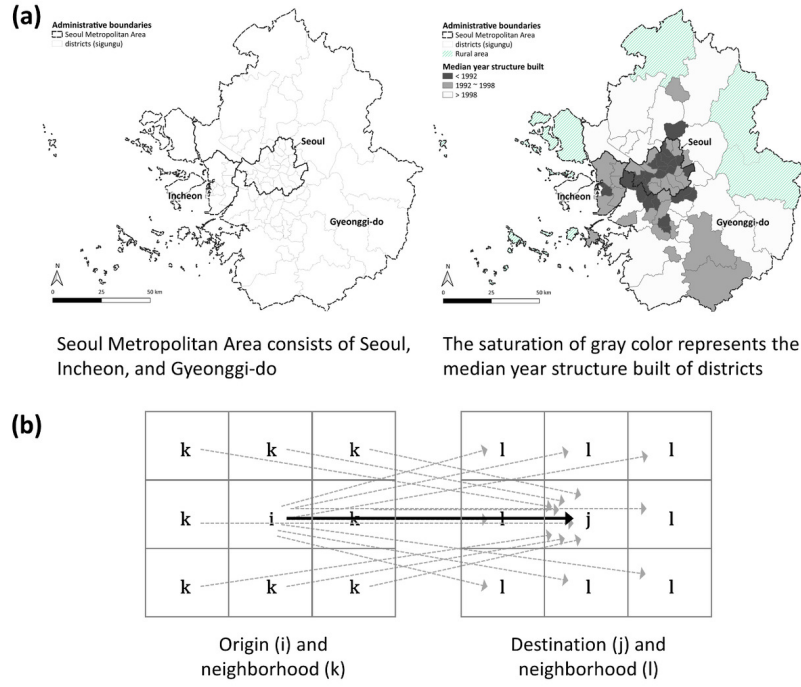 (a)
Administrative boundaries
Seoul Metropolitan Area
districts (sigungu)
Seoul
Incheon
Gyeonggi-do
N
0 25 50 km
Administrative boundaries
Seoul Metropolitan Area
districts (sigungu)
Rural area
Median year structure built
< 1992
1992 ~ 1998
> 1998
Seoul
Incheon
Gyeonggi-do
N
0 25 50 km
Seoul Metropolitan Area consists of Seoul,
Incheon, and Gyeonggi-do
The saturation of gray color represents the
median year structure built of districts
(b)
k k k l l l
k i k l j l
k k k l l l
Origin (i) and
neighborhood (k)
Destination (j) and
neighborhood (l)